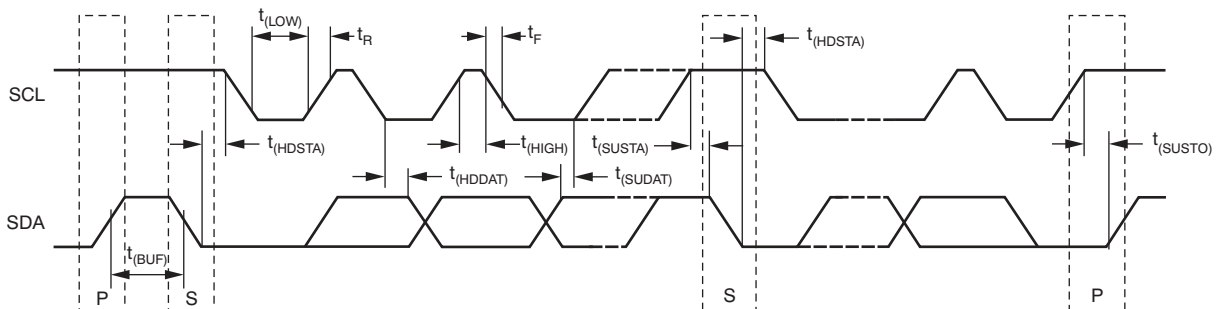 t(LOW)
tR
tF
t(HDSTA)
SCL
t(HDSTA)
t(HIGH)
t(SUSTA)
t(SUSTO)
t(HDDAT)
t(SUDAT)
SDA
t(BUF)
P
S
S
P